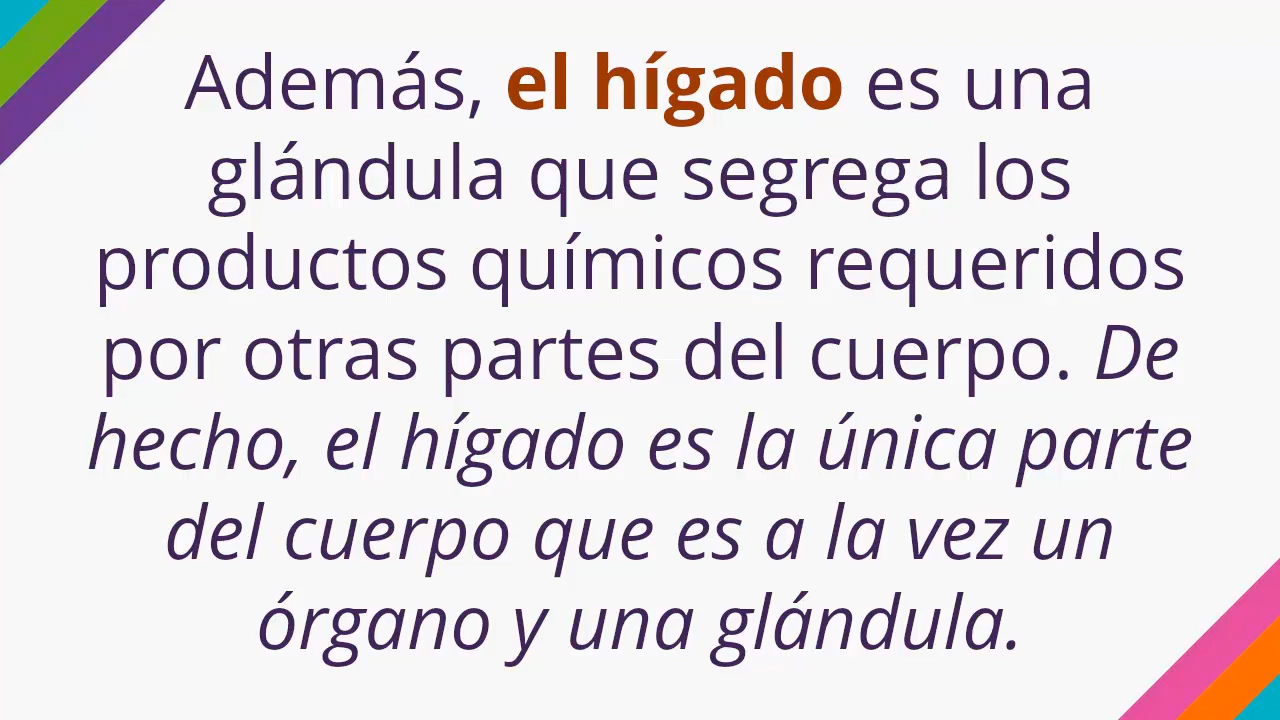 Además, el hígado es una
glándula que segrega los
productos químicos requeridos
por otras partes del cuerpo. De
hecho, el hígado es la única parte
del cuerpo que es a la vez un
órgano y una glándula.